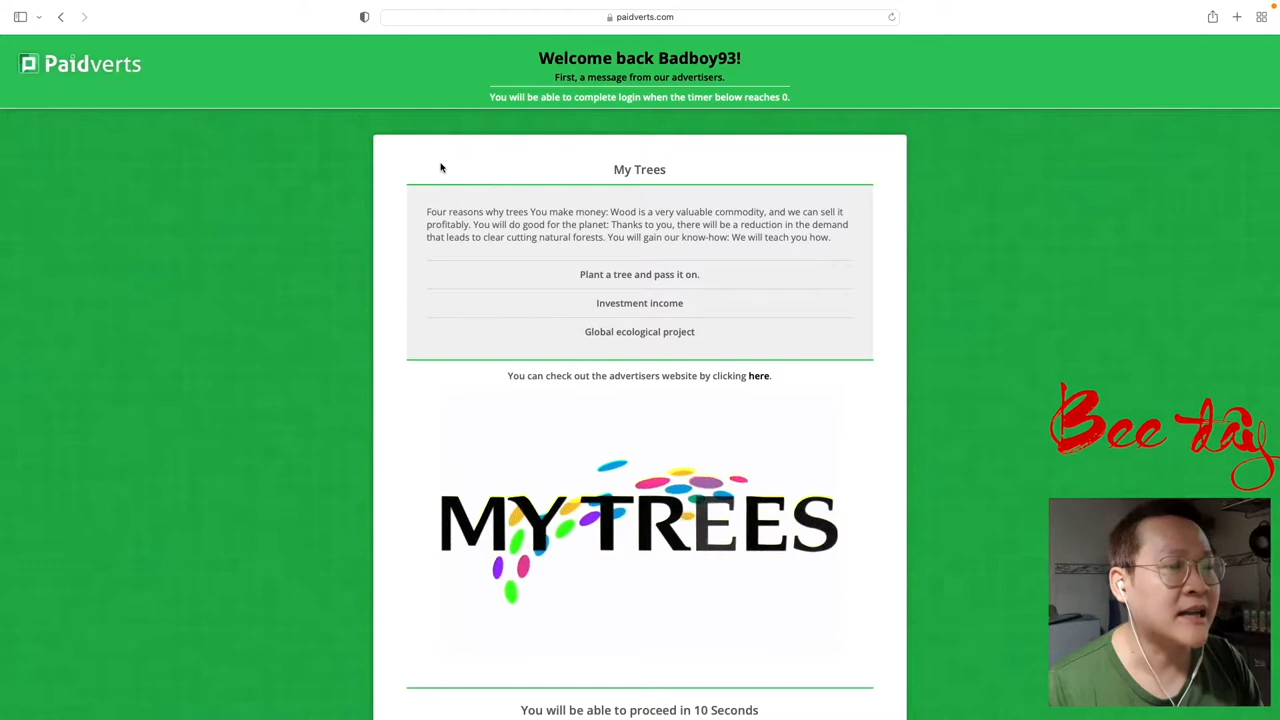 paidverts.com
Paidverts
Welcome back Badboy93!
First, a message from our advertisers.
You will be able to complete login when the timer below reaches 0.
My Trees
Four reasons why trees You make money: Wood is a very valuable commodity, and we can sell it
profitably. You will do good for the planet: Thanks to you, there will be a reduction in the demand
that leads to clear cutting natural forests. You will gain our know-how: We will teach you how.
Plant a tree and pass it on.
Investment income
Global ecological project
You can check out the advertisers website by clicking here.
MY TREES
Bee đây
You will be able to proceed in 10 Seconds